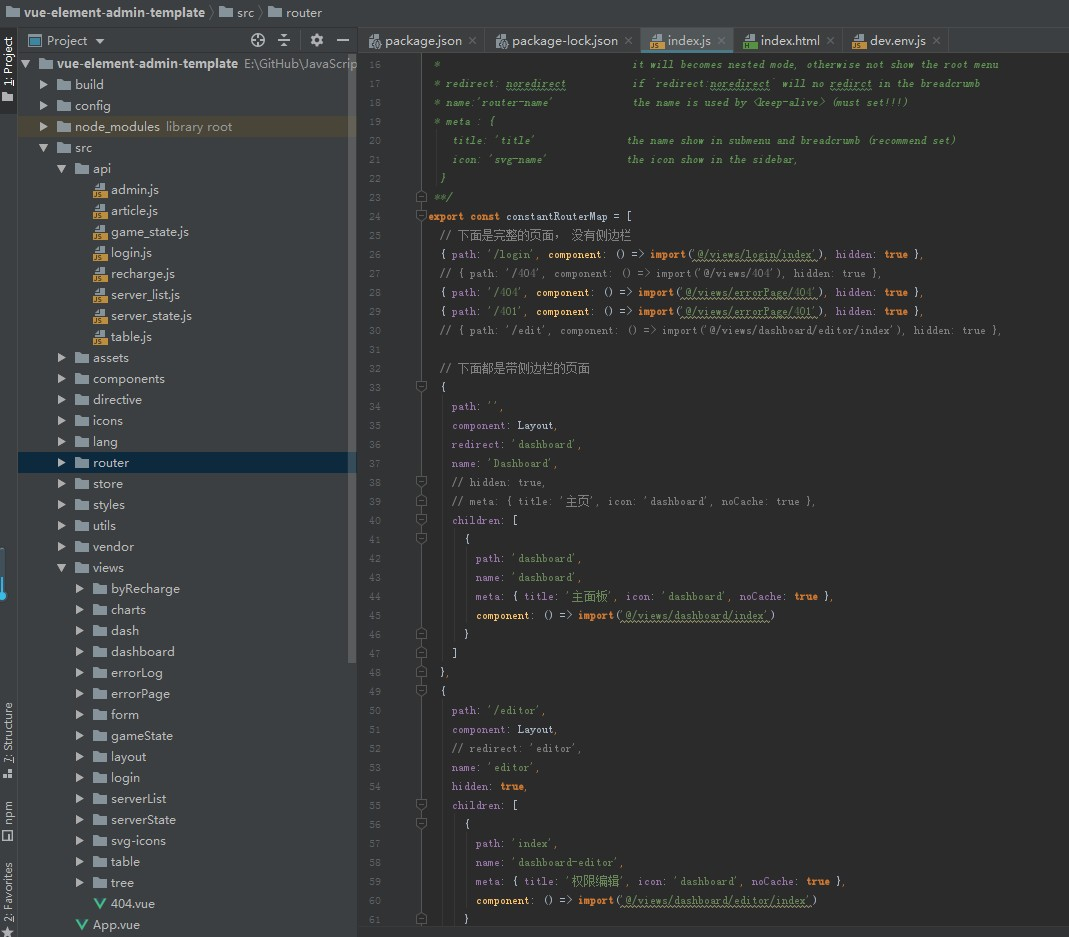 vue-element-admin-template
src
router
Project
package.json
package-lock.json
index.js
index.html
dev.env.js
1: Project
7: Structure
npm
2: Favorites
vue-element-admin-template E:\GitHub\JavaScrip
build
config
node_modules library root
src
api
admin.js
article.js
game_state.js
login.js
recharge.js
server_list.js
server_state.js
table.js
assets
components
directive
icons
lang
router
store
styles
utils
vendor
views
byRecharge
charts
dash
dashboard
errorLog
errorPage
form
gameState
layout
login
serverList
serverState
svg-icons
table
tree
404.vue
App.vue
16 * it will becomes nested mode, otherwise not show the root menu
17 * redirect: noredirect if `redirect:noredirect` will no redirct in the breadcrumb
18 * name:'router-name' the name is used by <keep-alive> (must set!!!)
19 * meta : {
20 title: 'title' the name show in submenu and breadcrumb (recommend set)
21 icon: 'svg-name' the icon show in the sidebar,
22 }
23 **/
24 export const constantRouterMap = [
25 // 下面是完整的页面， 没有侧边栏
26 { path: '/login', component: () => import('@/views/login/index'), hidden: true },
27 // { path: '/404', component: () => import('@/views/404'), hidden: true },
28 { path: '/404', component: () => import('@/views/errorPage/404'), hidden: true },
29 { path: '/401', component: () => import('@/views/errorPage/401'), hidden: true },
30 // { path: '/edit', component: () => import('@/views/dashboard/editor/index'), hidden: true },
31
32 // 下面都是带侧边栏的页面
33 {
34 path: '',
35 component: Layout,
36 redirect: 'dashboard',
37 name: 'Dashboard',
38 // hidden: true,
39 // meta: { title: '主页', icon: 'dashboard', noCache: true },
40 children: [
41 {
42 path: 'dashboard',
43 name: 'dashboard',
44 meta: { title: '主面板', icon: 'dashboard', noCache: true },
45 component: () => import('@/views/dashboard/index')
46 }
47 ]
48 },
49 {
50 path: '/editor',
51 component: Layout,
52 // redirect: 'editor',
53 name: 'editor',
54 hidden: true,
55 children: [
56 {
57 path: 'index',
58 name: 'dashboard-editor',
59 meta: { title: '权限编辑', icon: 'dashboard', noCache: true },
60 component: () => import('@/views/dashboard/editor/index')
61 }